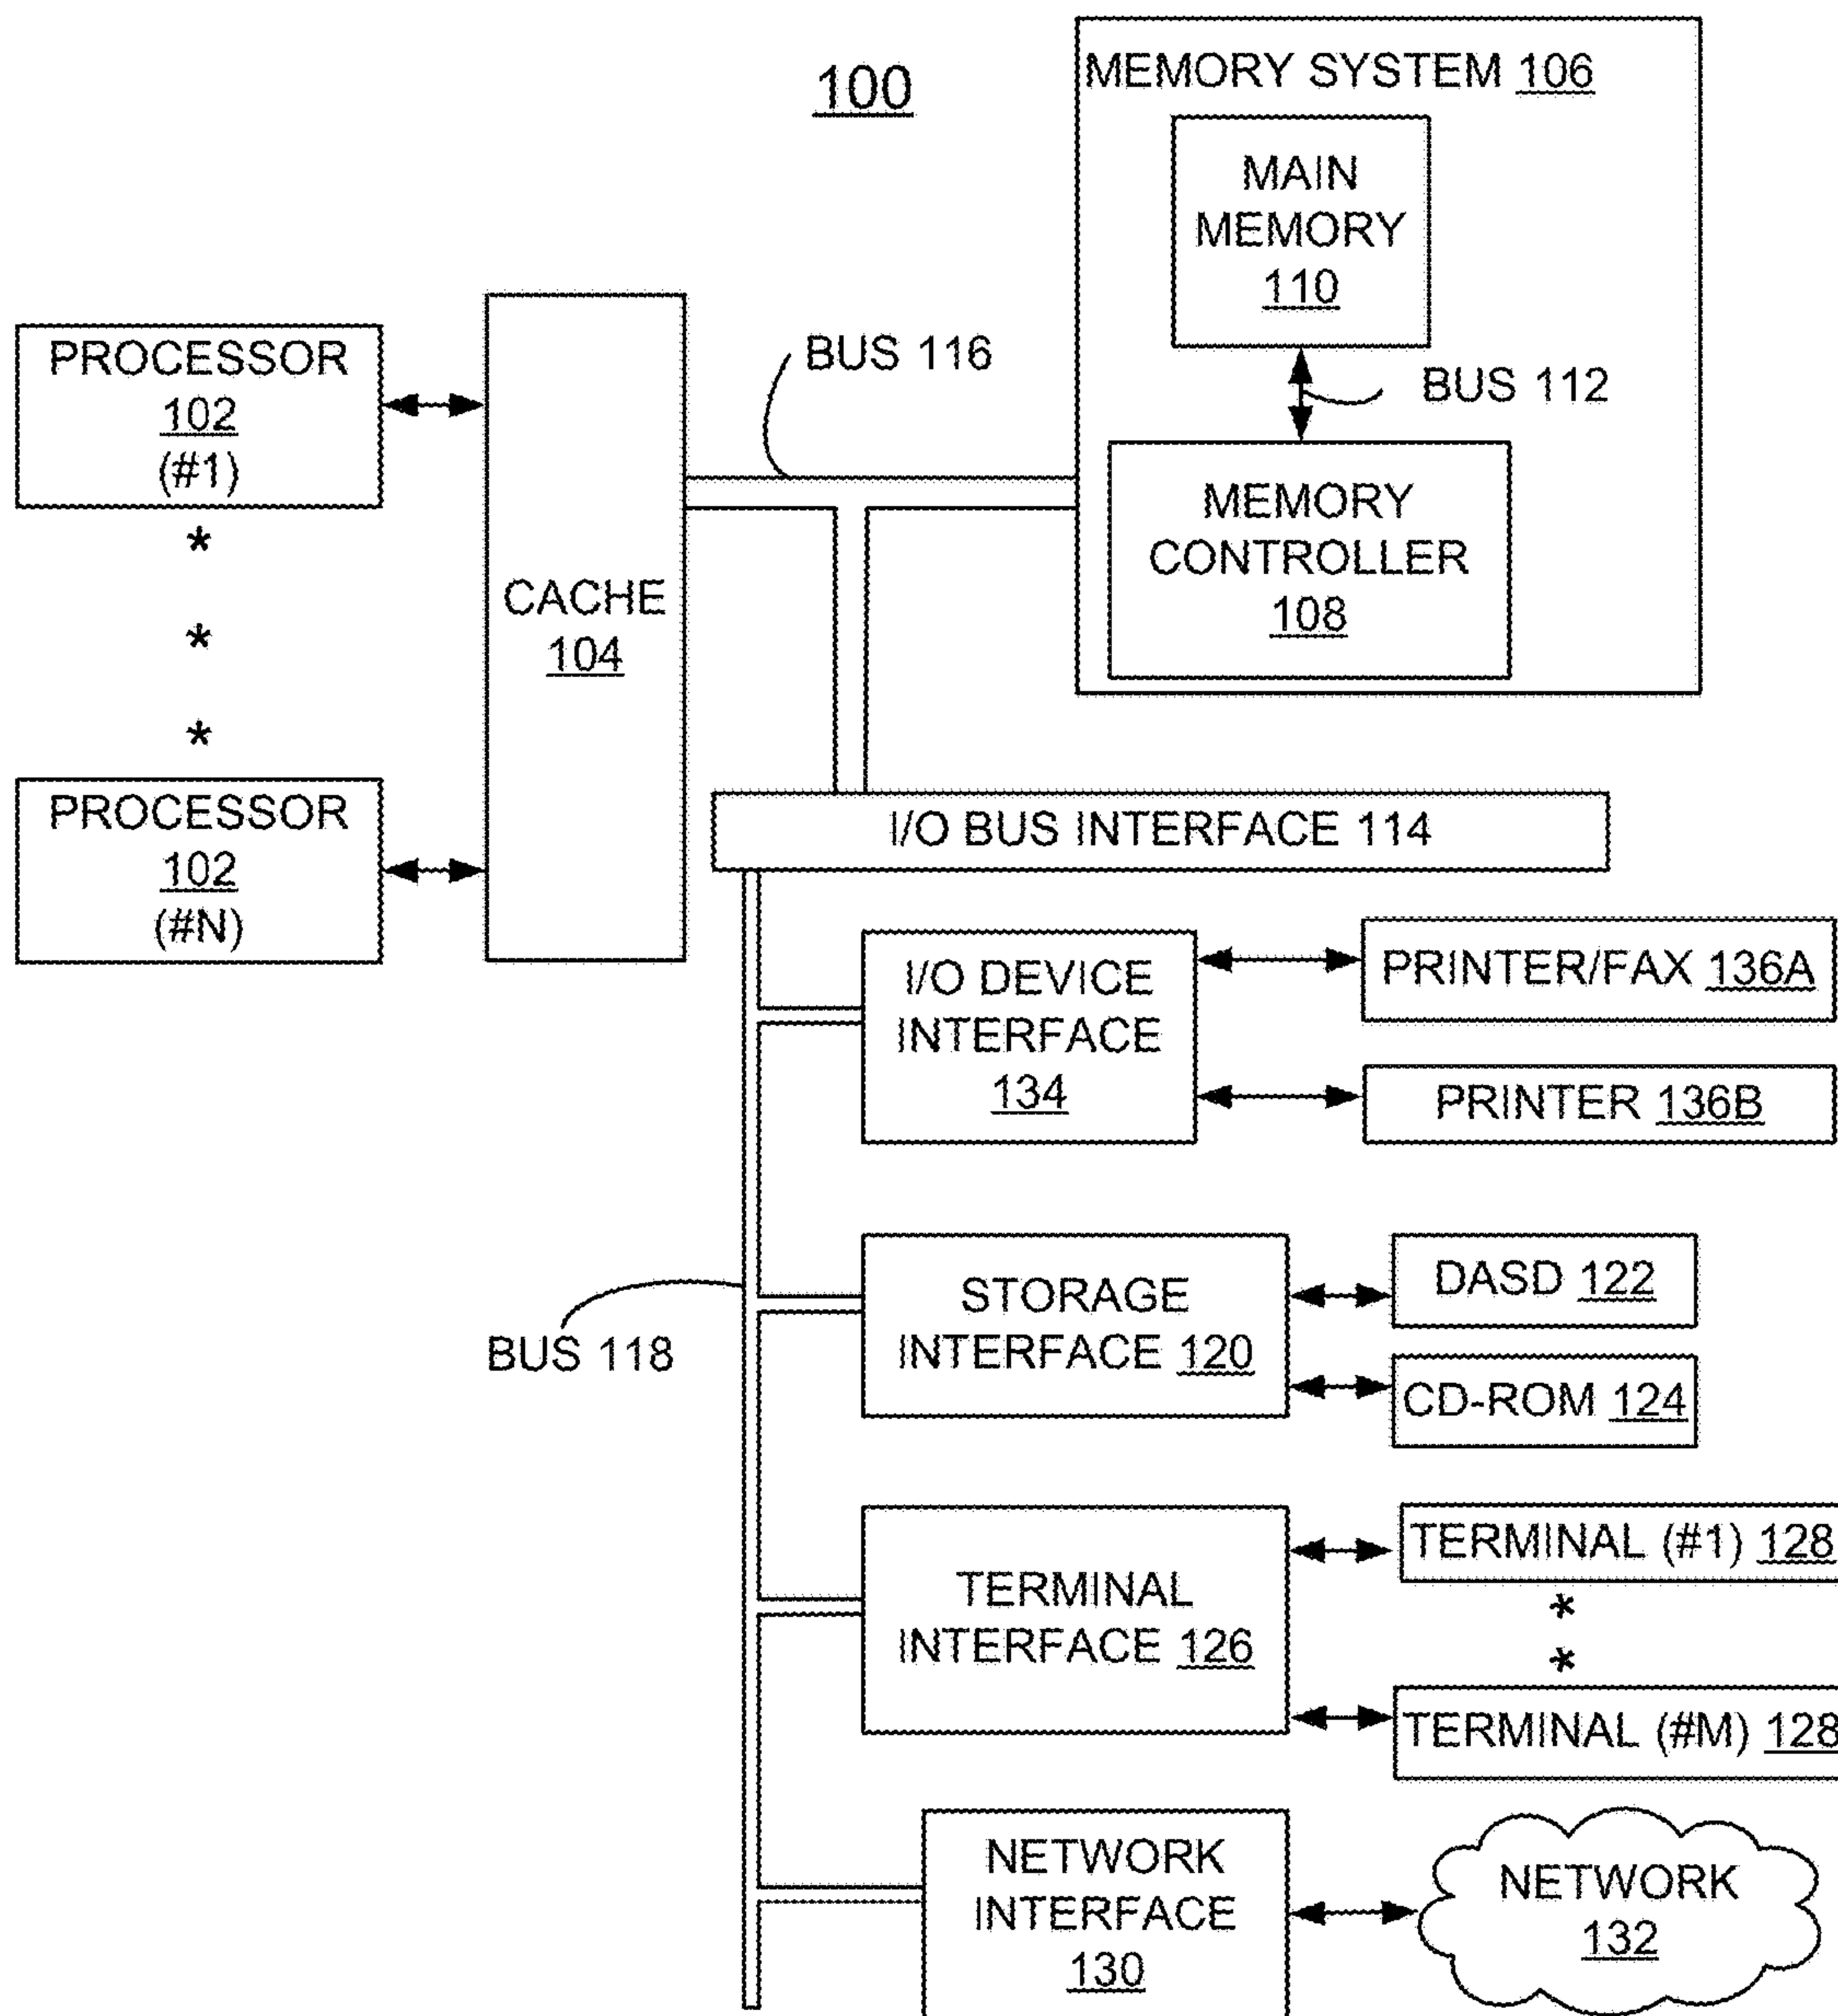 100
MEMORY SYSTEM 106
MAIN
MEMORY
110
BUS 112
MEMORY
CONTROLLER
108
BUS 116
PROCESSOR
102
(#1)
*
*
*
PROCESSOR
102
(#N)
CACHE
104
I/O BUS INTERFACE 114
I/O DEVICE
INTERFACE
134
PRINTER/FAX 136A
PRINTER 136B
BUS 118
STORAGE
INTERFACE 120
DASD 122
CD-ROM 124
TERMINAL
INTERFACE 126
TERMINAL (#1) 128
*
*
TERMINAL (#M) 128
NETWORK
INTERFACE
130
NETWORK
132